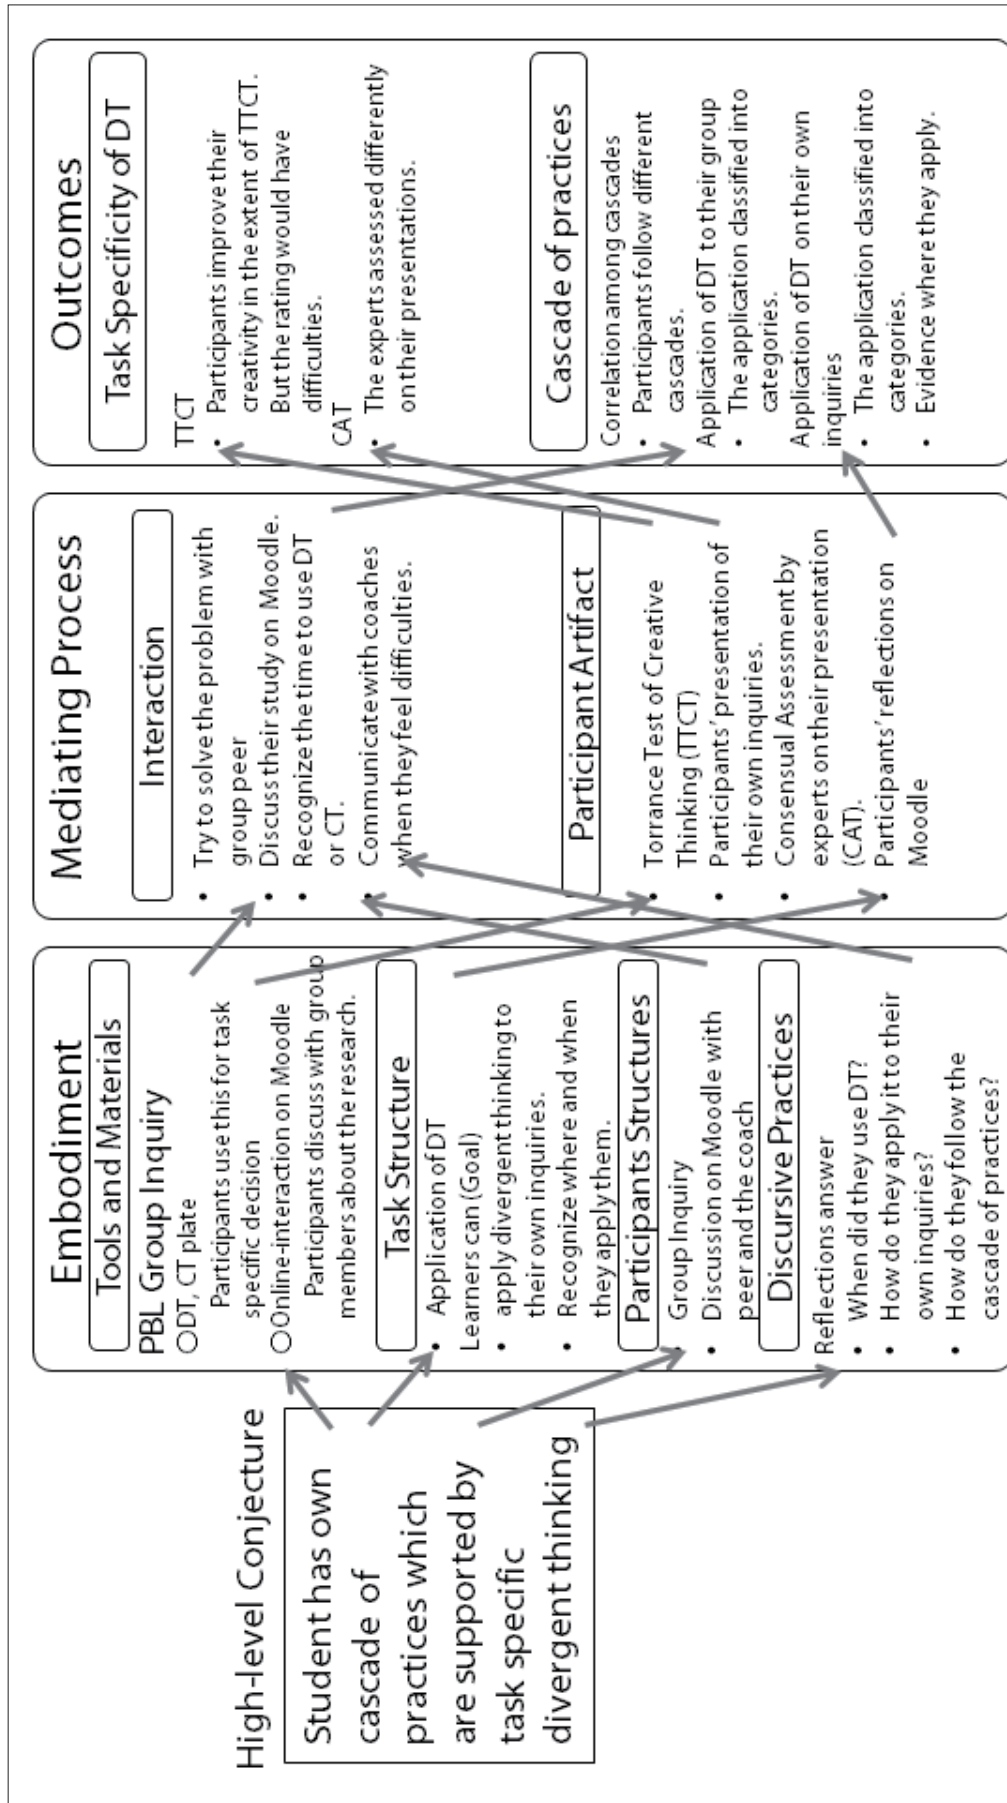 High-level Conjecture
Student has own
cascade of
practices which
are supported by
task specific
divergent thinking
Embodiment
Tools and Materials
PBL Group Inquiry
○DT, CT plate
Participants use this for task
specific decision
○Online-interaction on Moodle
Participants discuss with group
members about the research.
Task Structure
• Application of DT
Learners can (Goal)
• apply divergent thinking to
their own inquiries.
• Recognize where and when
they apply them.
Participants Structures
• Group Inquiry
• Discussion on Moodle with
peer and the coach
Discursive Practices
Reflections answer
• When did they use DT?
• How do they apply it to their
own inquiries?
• How do they follow the
cascade of practices?
Mediating Process
Interaction
• Try to solve the problem with
group peer
• Discuss their study on Moodle.
• Recognize the time to use DT
or CT.
• Communicate with coaches
when they feel difficulties.
Participant Artifact
• Torrance Test of Creative
Thinking (TTCT)
• Participants' presentation of
their own inquiries.
• Consensual Assessment by
experts on their presentation
(CAT).
• Participants' reflections on
Moodle
Outcomes
Task Specificity of DT
TTCT
• Participants improve their
creativity in the extent of TTCT.
But the rating would have
difficulties.
CAT
• The experts assessed differently
on their presentations.
Cascade of practices
Correlation among cascades
• Participants follow different
cascades.
Application of DT to their group
• The application classified into
categories.
Application of DT on their own
inquiries
• The application classified into
categories.
• Evidence where they apply.